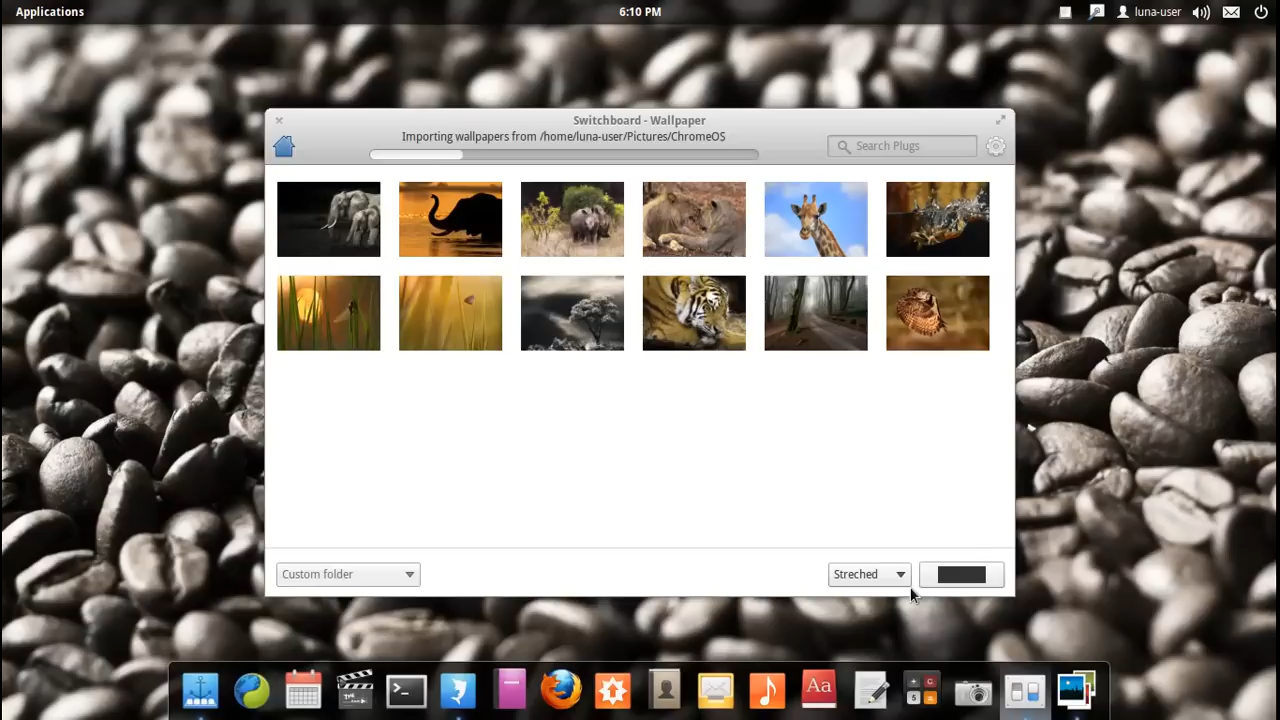 Applications
6:10 PM
luna-user
Switchboard - Wallpaper
Importing wallpapers from /home/luna-user/Pictures/ChromeOS
Search Plugs
Custom folder
Streched
Aa